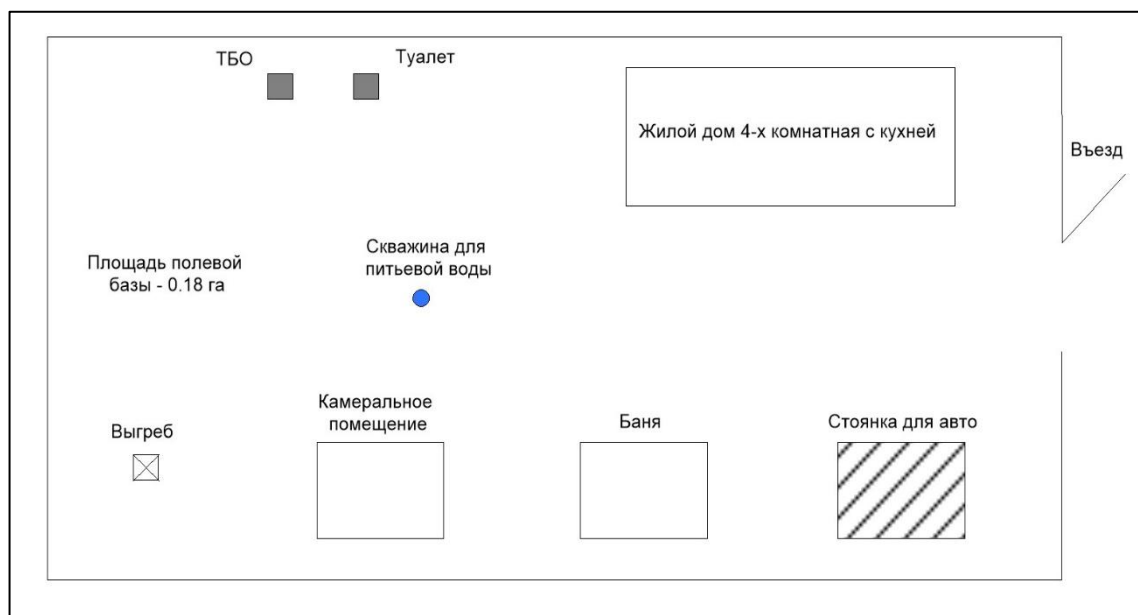 ТБО
Туалет
Жилой дом 4-х комнатная с кухней
Въезд
Скважина для
питьевой воды
Площадь полевой
базы - 0.18 га
Выгреб
Камеральное
помещение
Баня
Стоянка для авто